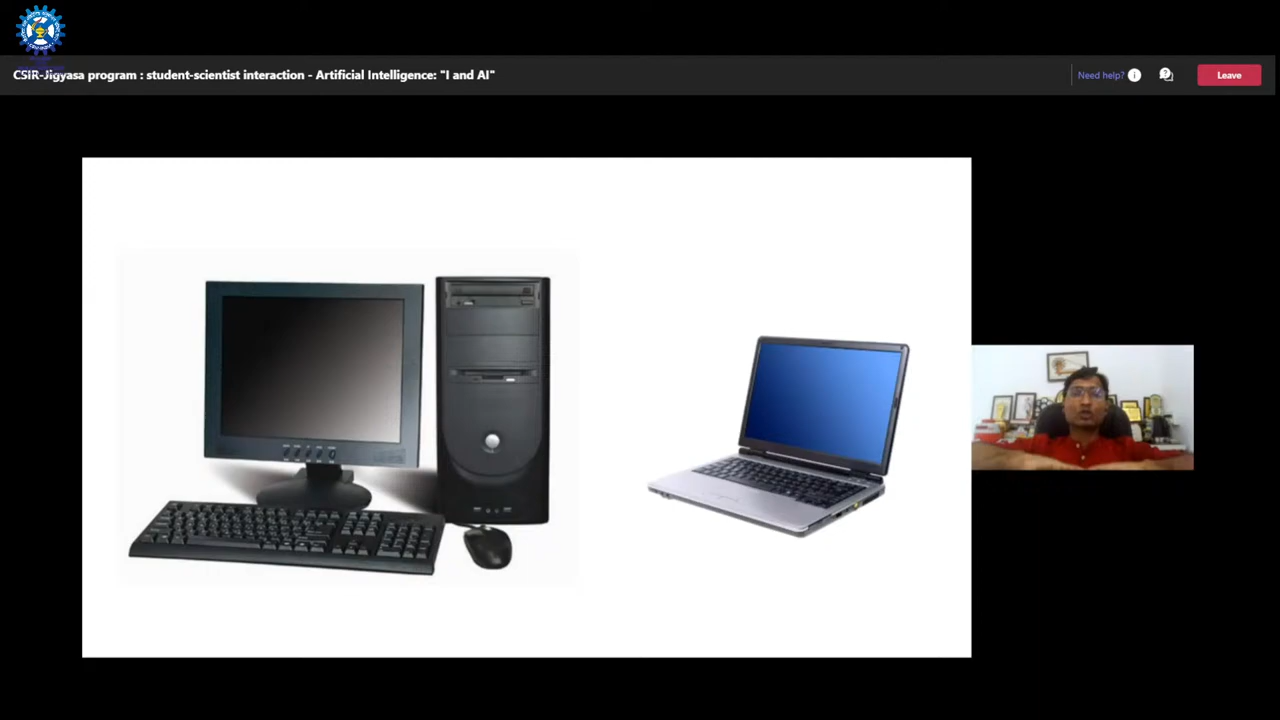 CSIR-Jigyasa program : student-scientist interaction - Artificial Intelligence: "I and AI"
Need help?
Leave